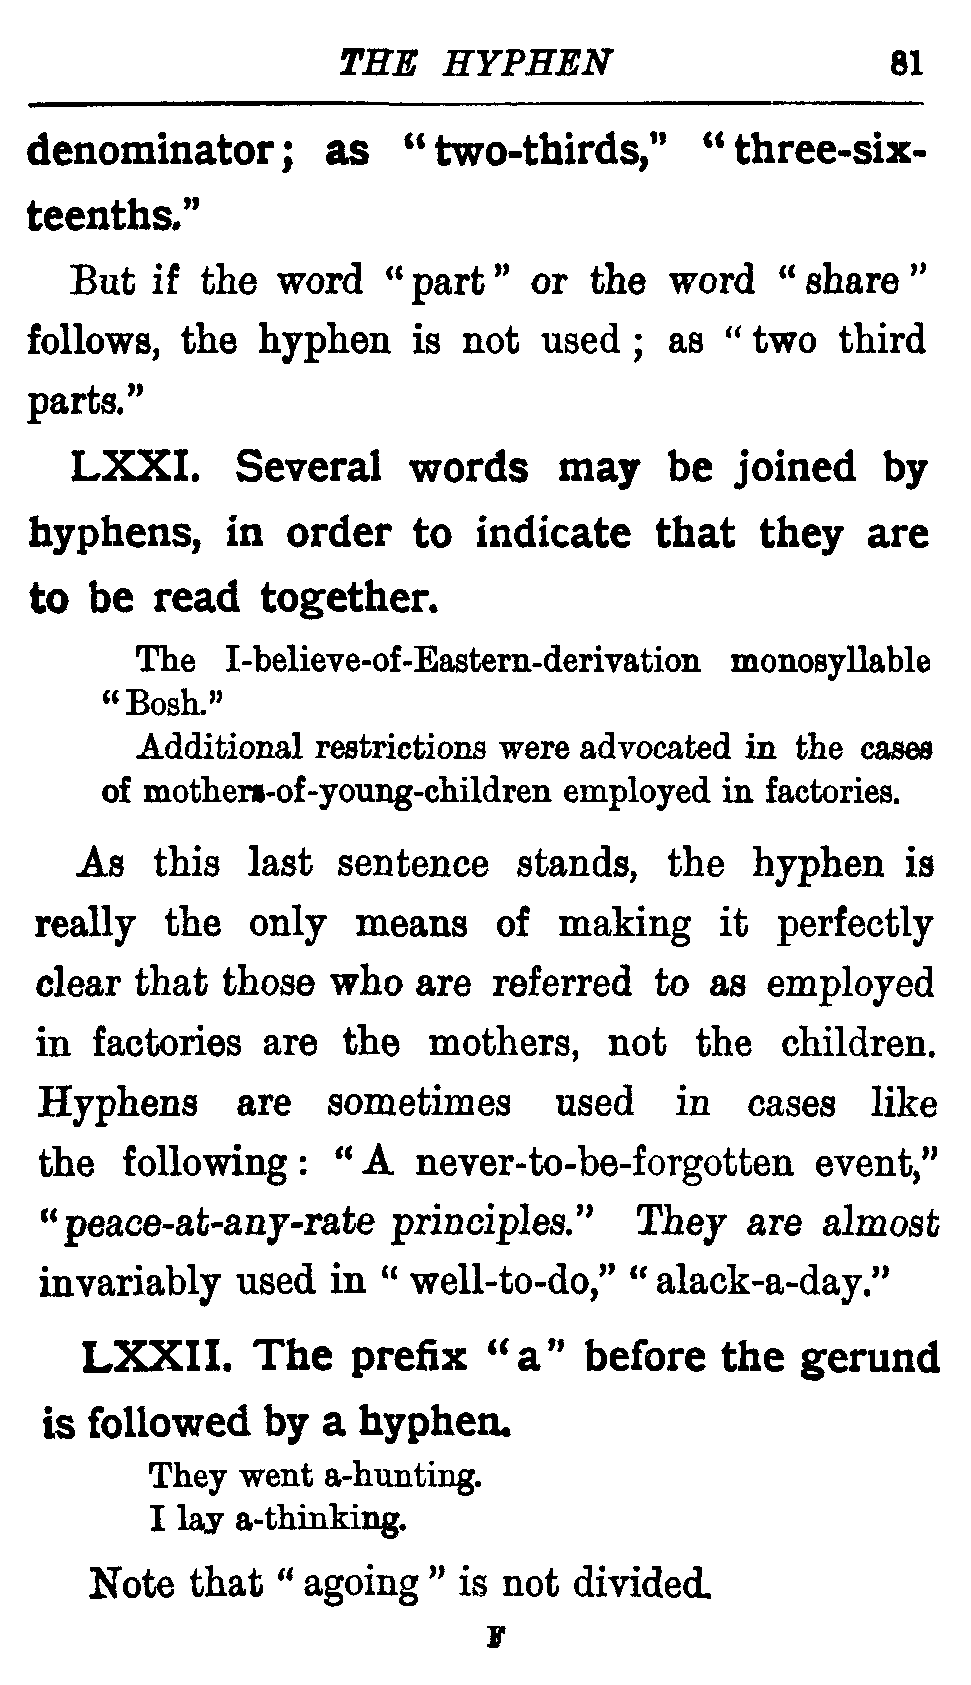 THE HYPHEN 81
denominator; as "two-thirds," "three-six-
teenths."
But if the word "part" or the word "share"
follows, the hyphen is not used; as "two third
parts."
LXXI. Several words may be joined by
hyphens, in order to indicate that they are
to be read together.
The I-believe-of-Eastern-derivation monosyllable
"Bosh."
Additional restrictions were advocated in the cases
of mothers-of-young-children employed in factories.
As this last sentence stands, the hyphen is
really the only means of making it perfectly
clear that those who are referred to as employed
in factories are the mothers, not the children.
Hyphens are sometimes used in cases like
the following: "A never-to-be-forgotten event,"
"peace-at-any-rate principles." They are almost
invariably used in "well-to-do," "alack-a-day."
LXXII. The prefix "a" before the gerund
is followed by a hyphen.
They went a-hunting.
I lay a-thinking.
Note that "agoing" is not divided.
F